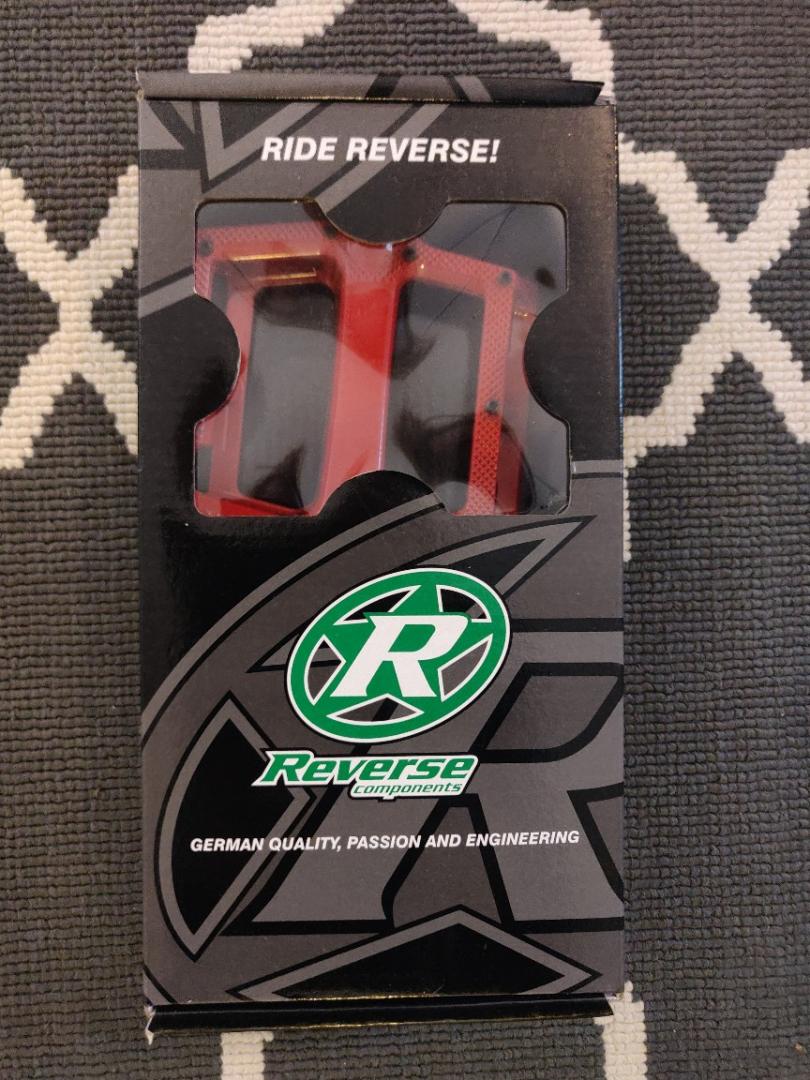 RIDE REVERSE!
R
Reverse
components
GERMAN QUALITY, PASSION AND ENGINEERING
R